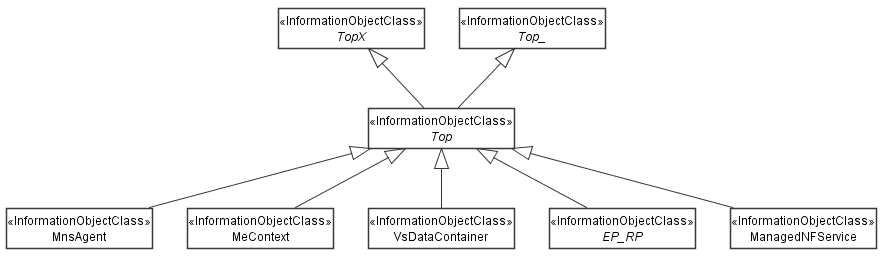 «InformationObjectClass»
TopX
«InformationObjectClass»
Top_
«InformationObjectClass»
Top
«InformationObjectClass»
MnsAgent
«InformationObjectClass»
MeContext
«InformationObjectClass»
VsDataContainer
«InformationObjectClass»
EP_RP
«InformationObjectClass»
ManagedNFService